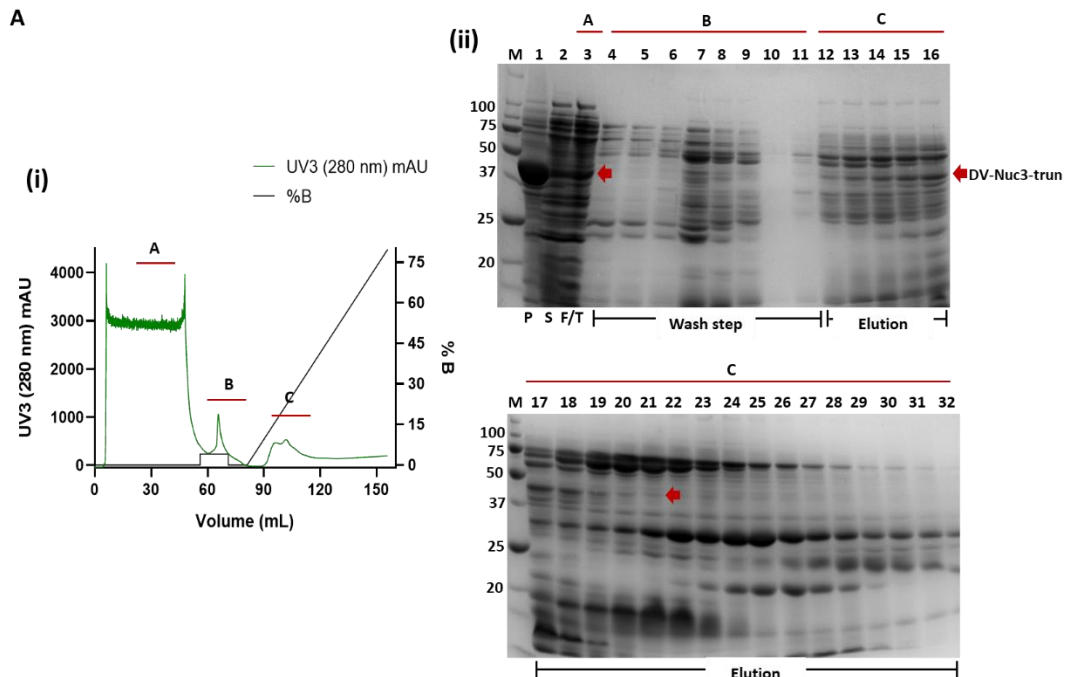 A
(i)
UV3 (280 nm) mAU
%B
A
B
C
4000
3000
2000
1000
0
75
60
45
30
15
0
0 30 60 90 120 150
UV3 (280 nm) mAU
% B
Volume (mL)
(ii)
A B C
M 1 2 3 4 5 6 7 8 9 10 11 12 13 14 15 16
100
75
50
37
25
20
DV-Nuc3-trun
P S F/T Wash step Elution
C
M 17 18 19 20 21 22 23 24 25 26 27 28 29 30 31 32
100
75
50
37
25
20
Elution